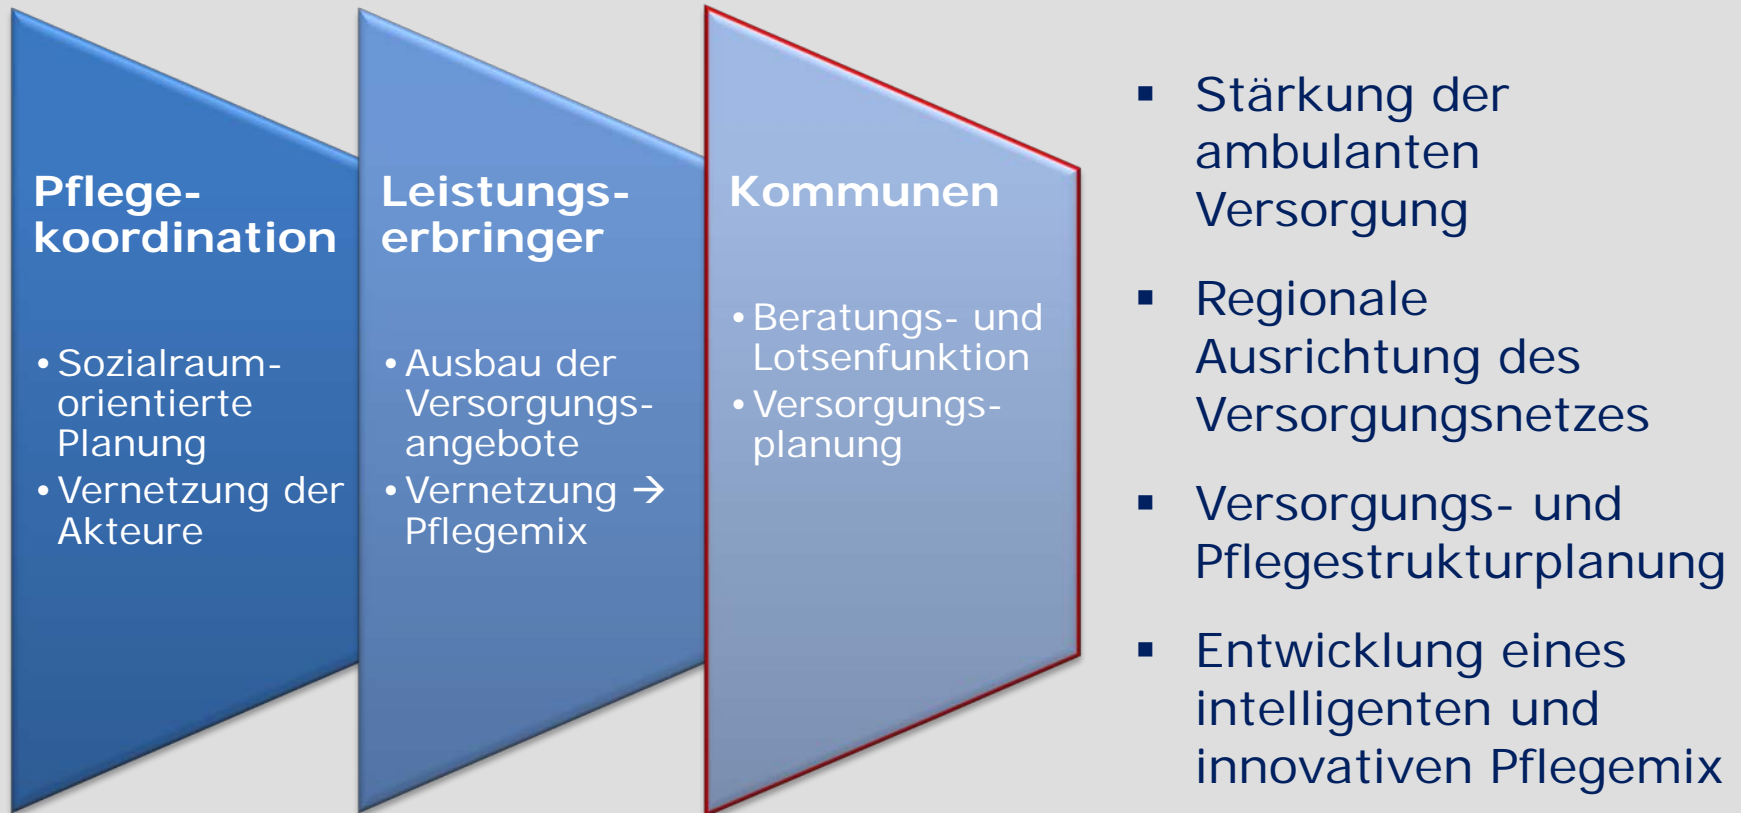 Pflege-
koordination
• Sozialraum-
orientierte
Planung
• Vernetzung der
Akteure
Leistungs-
erbringer
• Ausbau der
Versorgungs-
angebote
• Vernetzung →
Pflegemix
Kommunen
• Beratungs- und
Lotsenfunktion
• Versorgungs-
planung
▪ Stärkung der
ambulanten
Versorgung
▪ Regionale
Ausrichtung des
Versorgungsnetzes
▪ Versorgungs- und
Pflegestrukturplanung
▪ Entwicklung eines
intelligenten und
innovativen Pflegemix